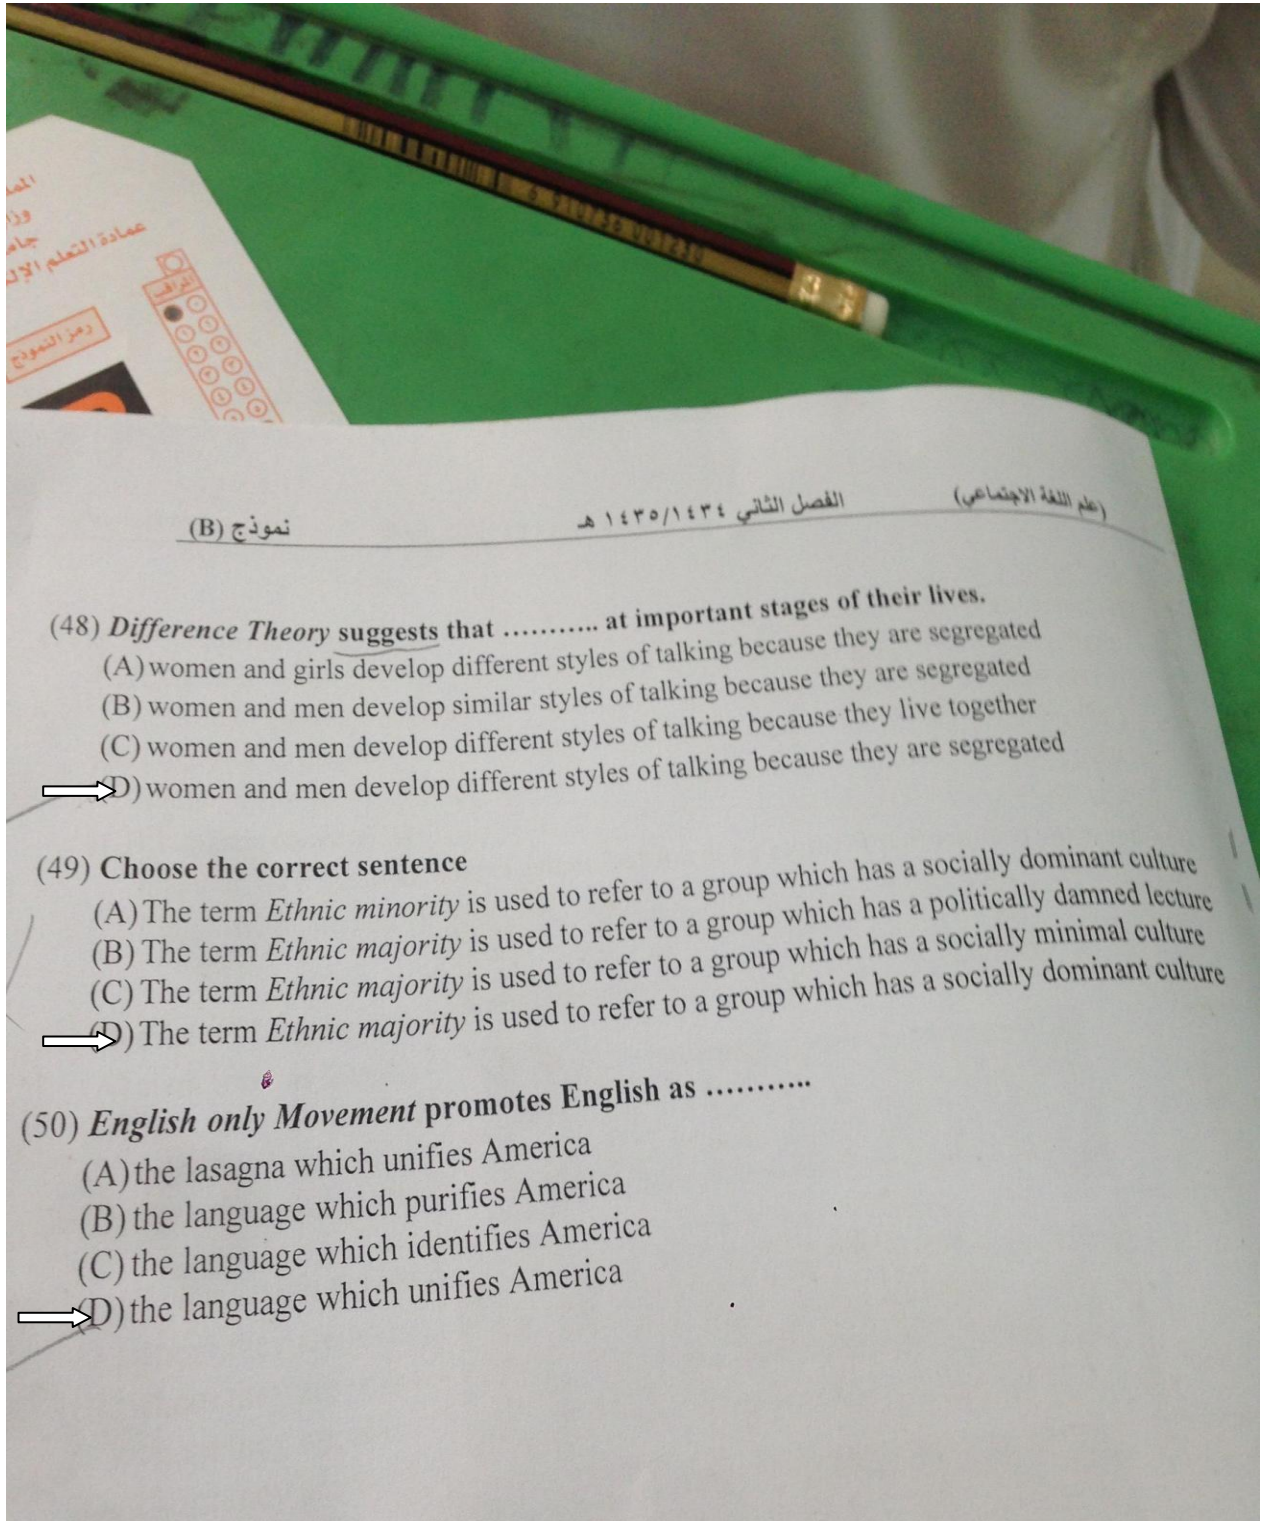 عمادة التعلم الإلـ
رمز النموذج
6 910736 001230
(علم اللغة الاجتماعي) الفصل الثاني ١٤٣٥/١٤٣٤ هـ نموذج (B)
(48) Difference Theory suggests that ........... at important stages of their lives.
(A) women and girls develop different styles of talking because they are segregated
(B) women and men develop similar styles of talking because they are segregated
(C) women and men develop different styles of talking because they live together
(D) women and men develop different styles of talking because they are segregated
(49) Choose the correct sentence
(A) The term Ethnic minority is used to refer to a group which has a socially dominant culture
(B) The term Ethnic majority is used to refer to a group which has a politically damned lecture
(C) The term Ethnic majority is used to refer to a group which has a socially minimal culture
(D) The term Ethnic majority is used to refer to a group which has a socially dominant culture
(50) English only Movement promotes English as ...........
(A) the lasagna which unifies America
(B) the language which purifies America
(C) the language which identifies America
(D) the language which unifies America